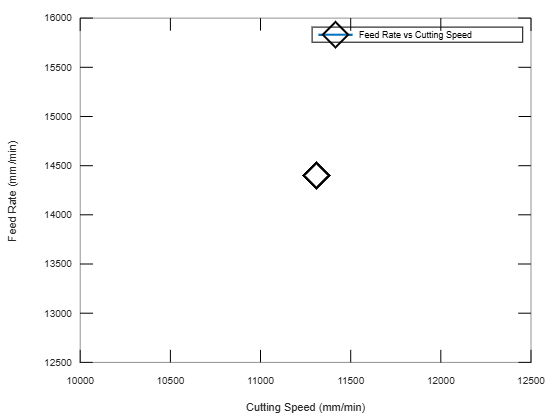 16000
Feed Rate vs Cutting Speed
15500
15000
14500
14000
13500
13000
12500
Feed Rate (mm/min)
10000 10500 11000 11500 12000 12500
Cutting Speed (mm/min)